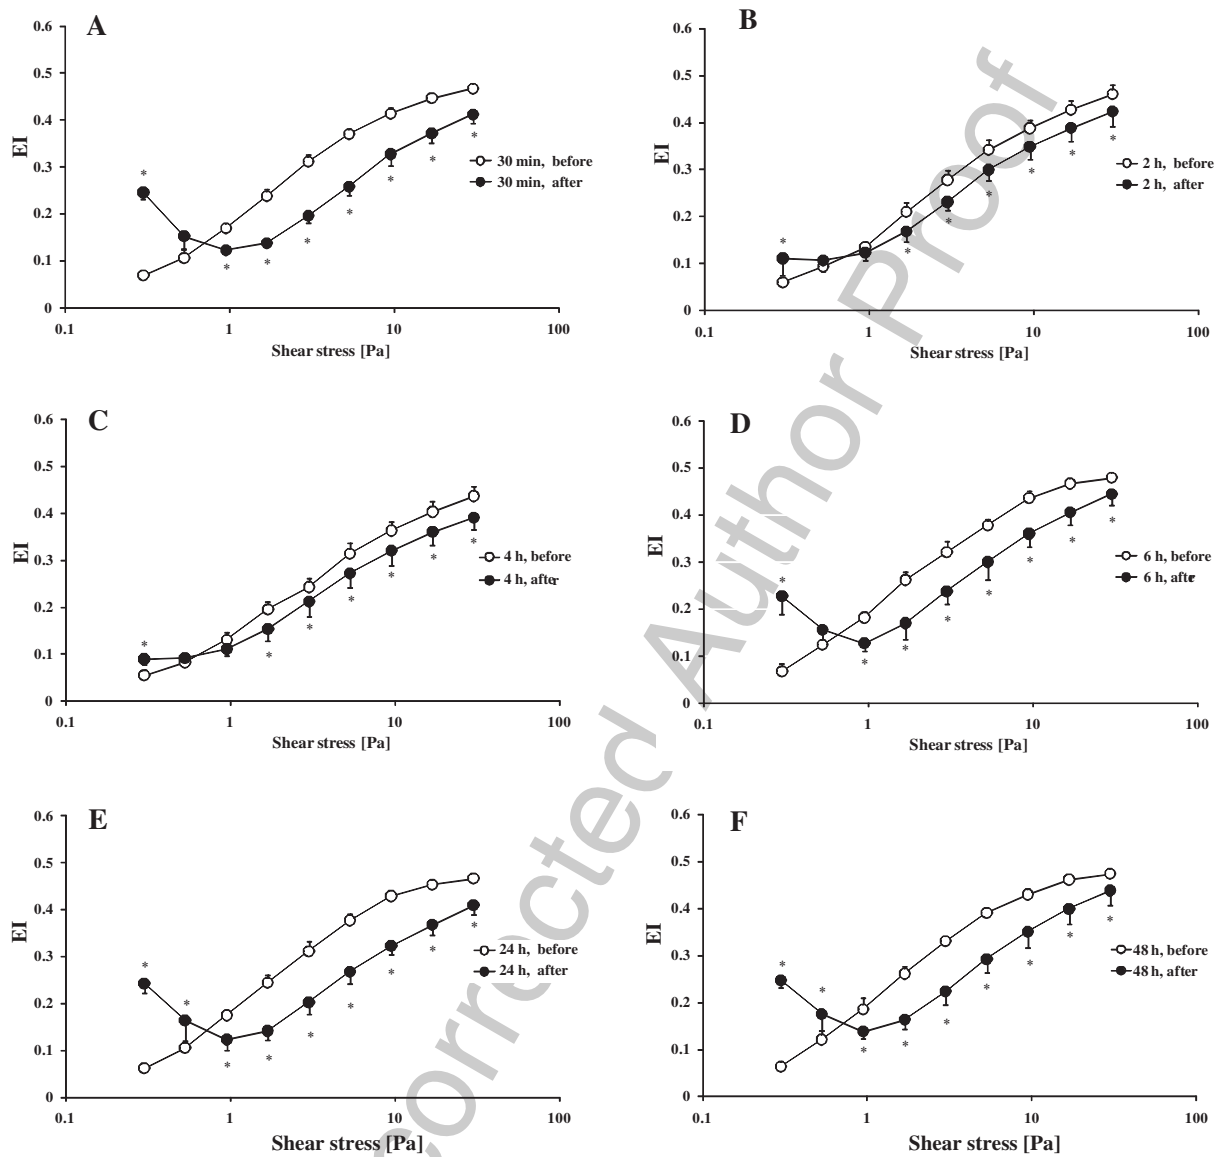 A
0.6
0.5
0.4
0.3
0.2
0.1
0
EI
30 min, before
30 min, after
* * * * * * * *
0.1 1 10 100
Shear stress [Pa]
B
0.6
0.5
0.4
0.3
0.2
0.1
0
EI
2 h, before
2 h, after
* * * * * * *
0.1 1 10 100
Shear stress [Pa]
C
0.6
0.5
0.4
0.3
0.2
0.1
0
EI
4 h, before
4 h, after
* * * * * * *
0.1 1 10 100
Shear stress [Pa]
D
0.6
0.5
0.4
0.3
0.2
0.1
0
EI
6 h, before
6 h, after
* * * * * * * *
0.1 1 10 100
Shear stress [Pa]
E
0.6
0.5
0.4
0.3
0.2
0.1
0
EI
24 h, before
24 h, after
* * * * * * * * *
0.1 1 10 100
Shear stress [Pa]
F
0.6
0.5
0.4
0.3
0.2
0.1
0
EI
48 h, before
48 h, after
* * * * * * * * *
0.1 1 10 100
Shear stress [Pa]
corrected Author Proof